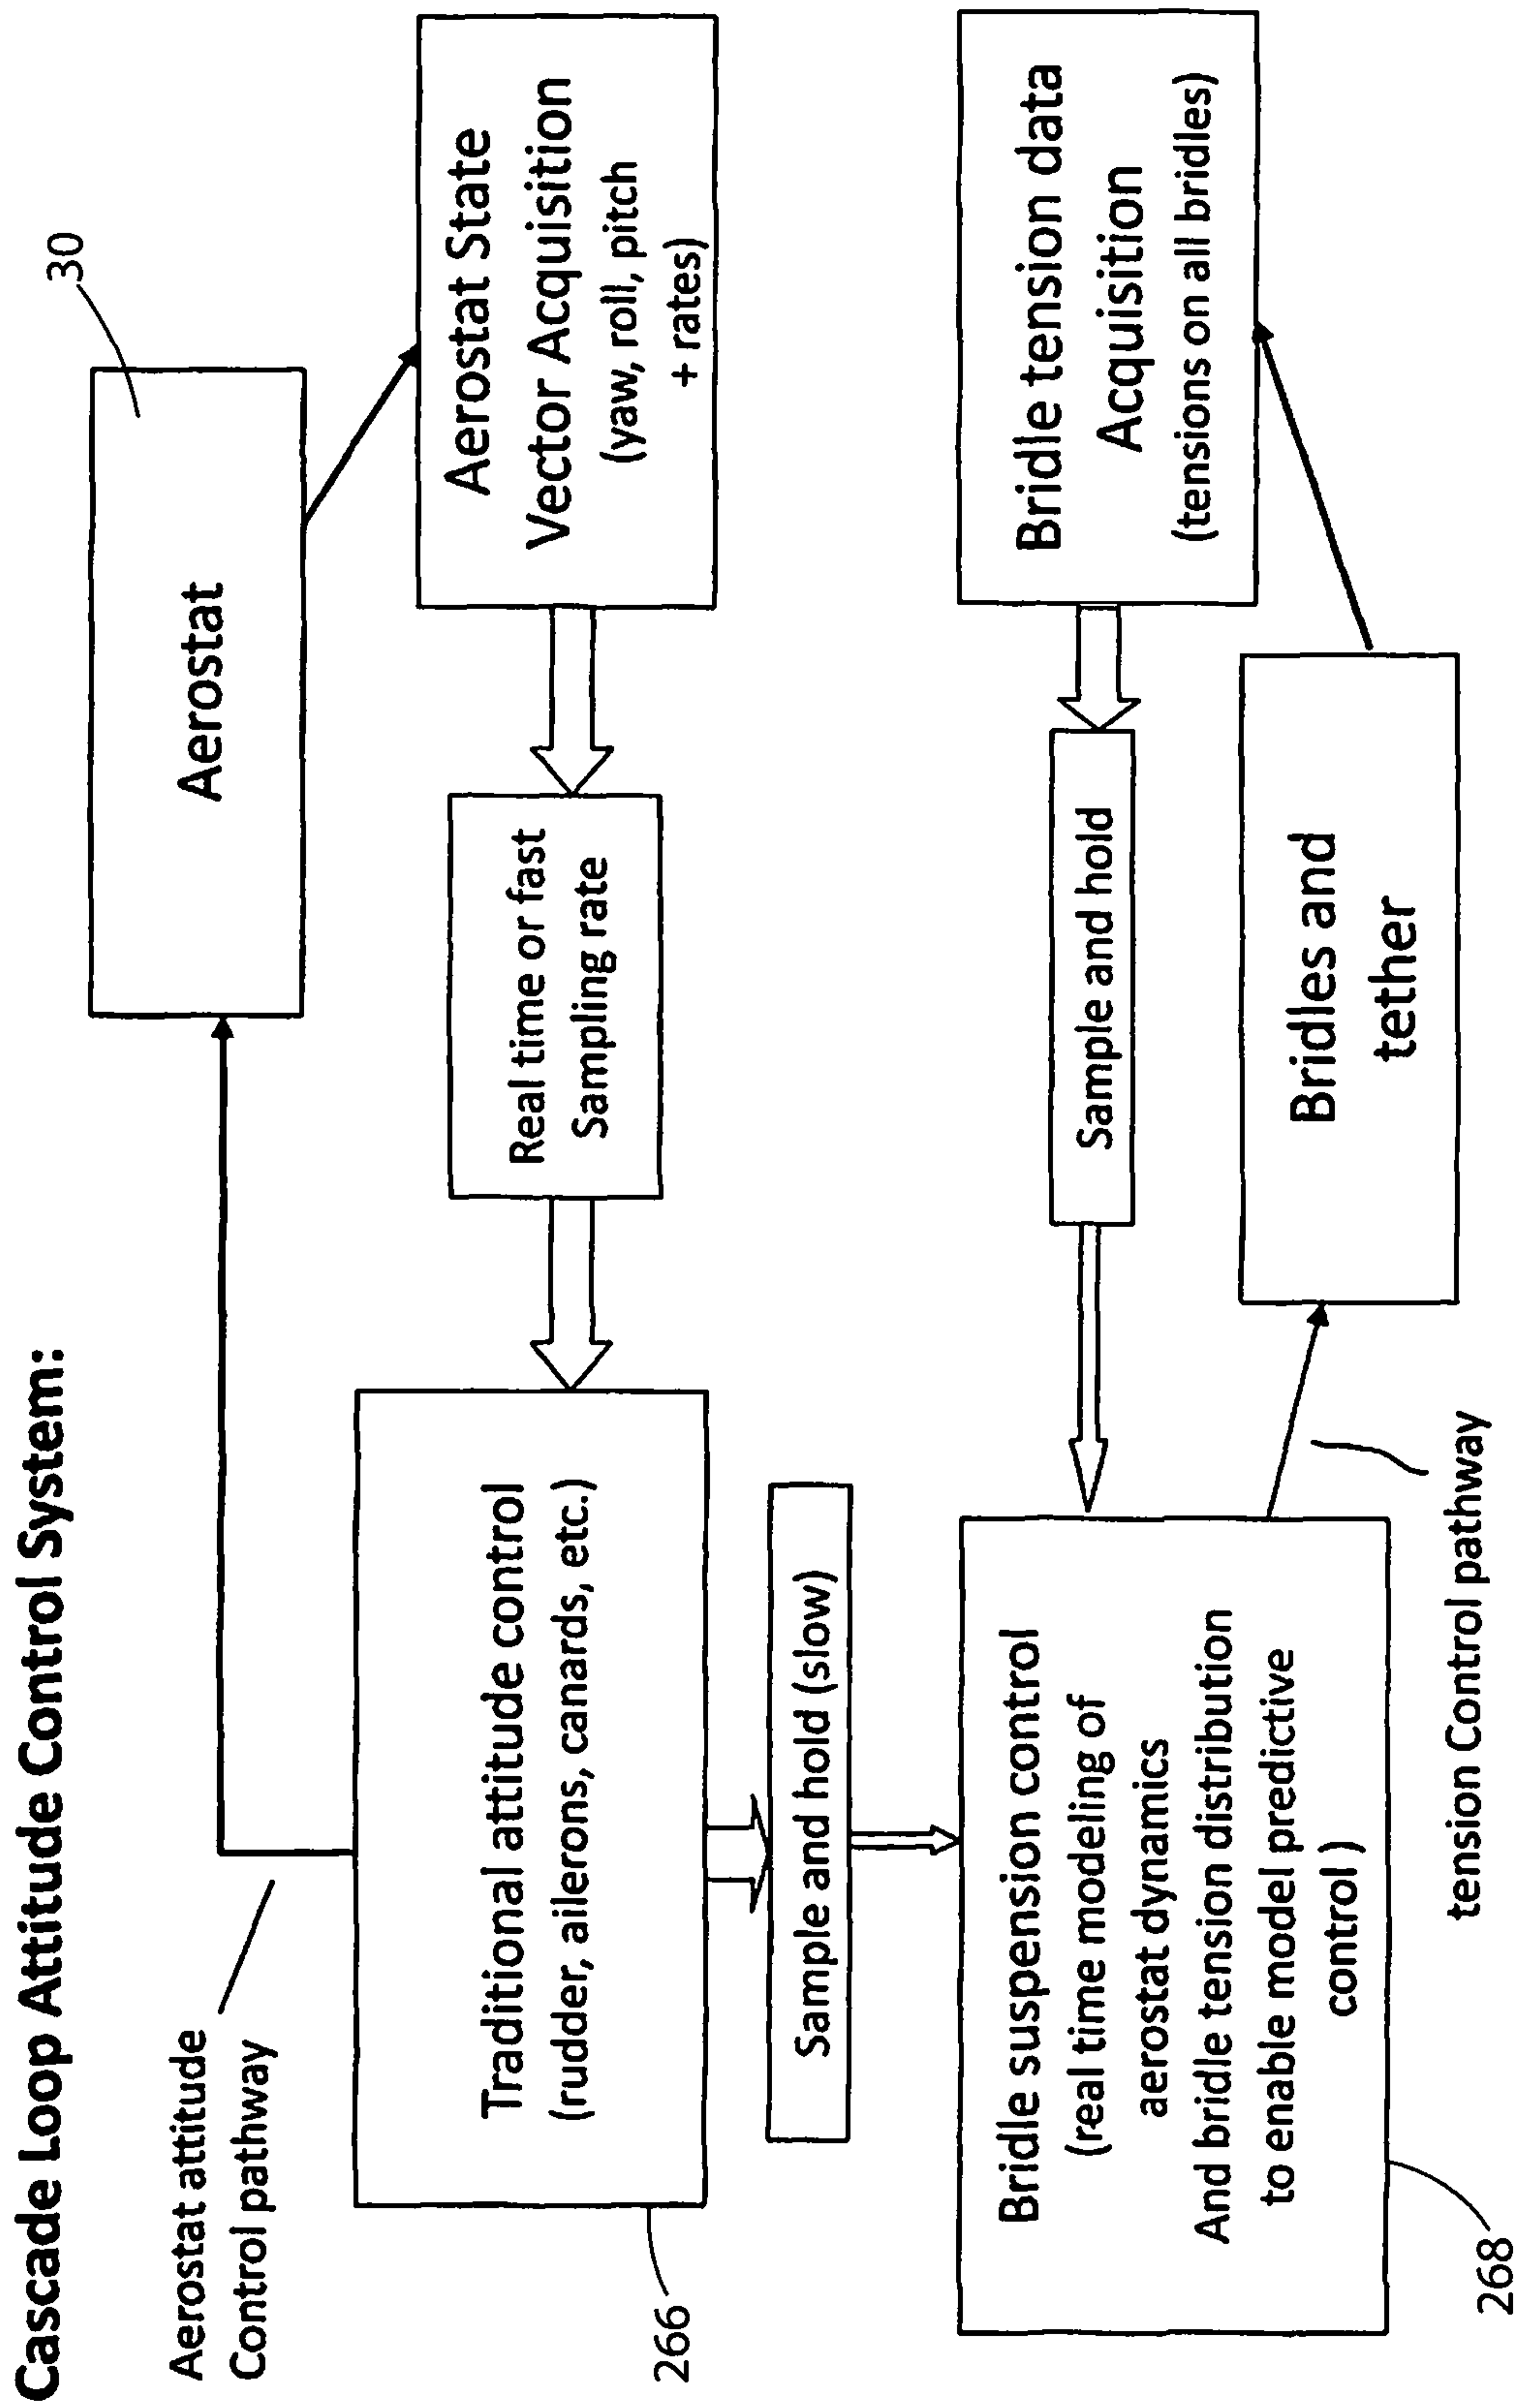 Cascade Loop Attitude Control System:
Aerostat attitude
Control pathway
30
Aerostat
266
Traditional attitude control
(rudder, ailerons, canards, etc.)
Real time or fast
Sampling rate
Aerostat State
Vector Acquisition
(yaw, roll, pitch
+ rates)
Sample and hold (slow)
268
Bridle suspension control
(real time modeling of
aerostat dynamics
And bridle tension distribution
to enable model predictive
control )
Sample and hold
Bridle tension data
Acquisition
(tensions on all bridles)
Bridles and
tether
tension Control pathway